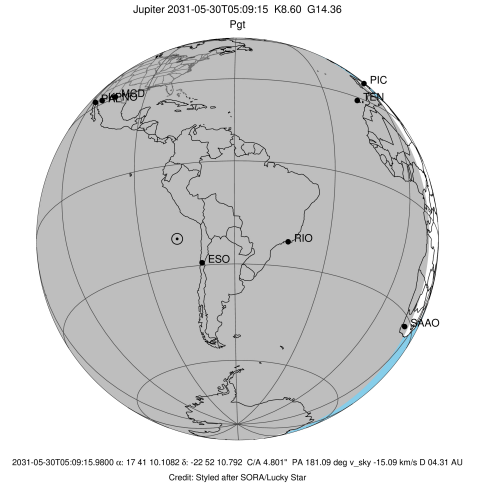 Jupiter 2031-05-30T05:09:15 K8.60 G14.36
Pgt
PIC
TEN
MCD
RIO
ESO
SAAO
2031-05-30T05:09:15.9800 α: 17 41 10.1082 δ: -22 52 10.792 C/A 4.801" PA 181.09 deg v_sky -15.09 km/s D 04.31 AU
Credit: Styled after SORA/Lucky Star